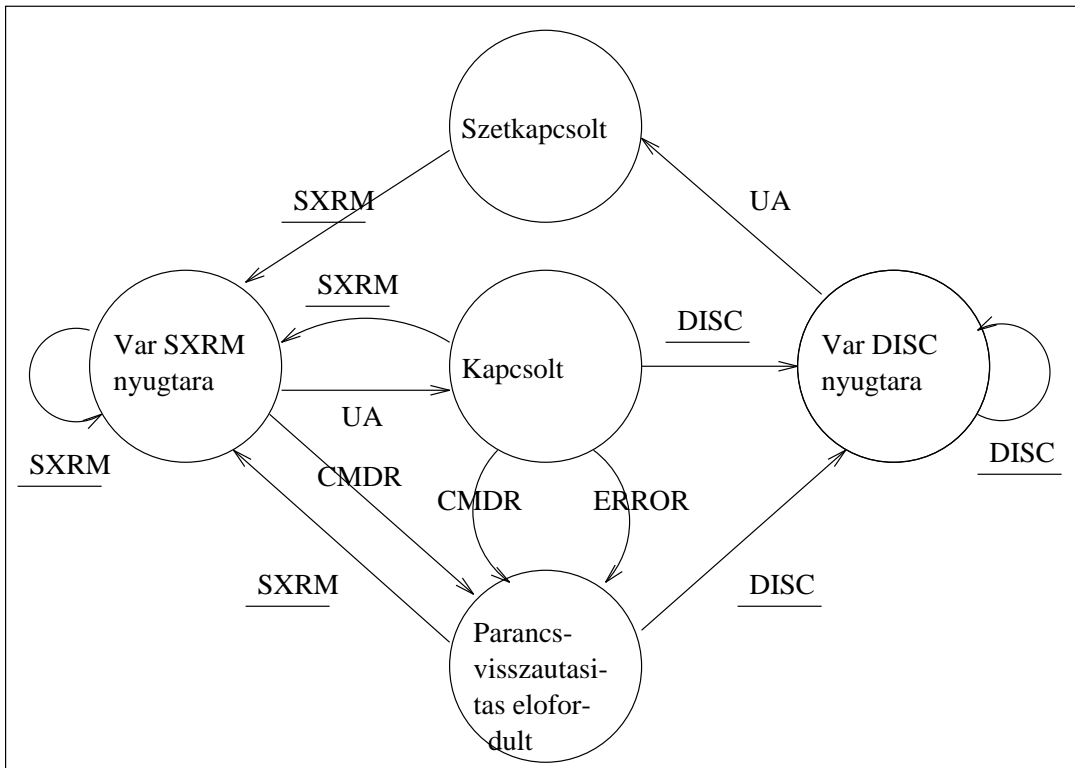 Szetkapcsolt
SXRM
UA
SXRM
DISC
Var SXRM
nyugtara
Kapcsolt
Var DISC
nyugtara
UA
SXRM
CMDR
CMDR
ERROR
DISC
SXRM
DISC
Parancs-
visszautasi-
tas elofor-
dult